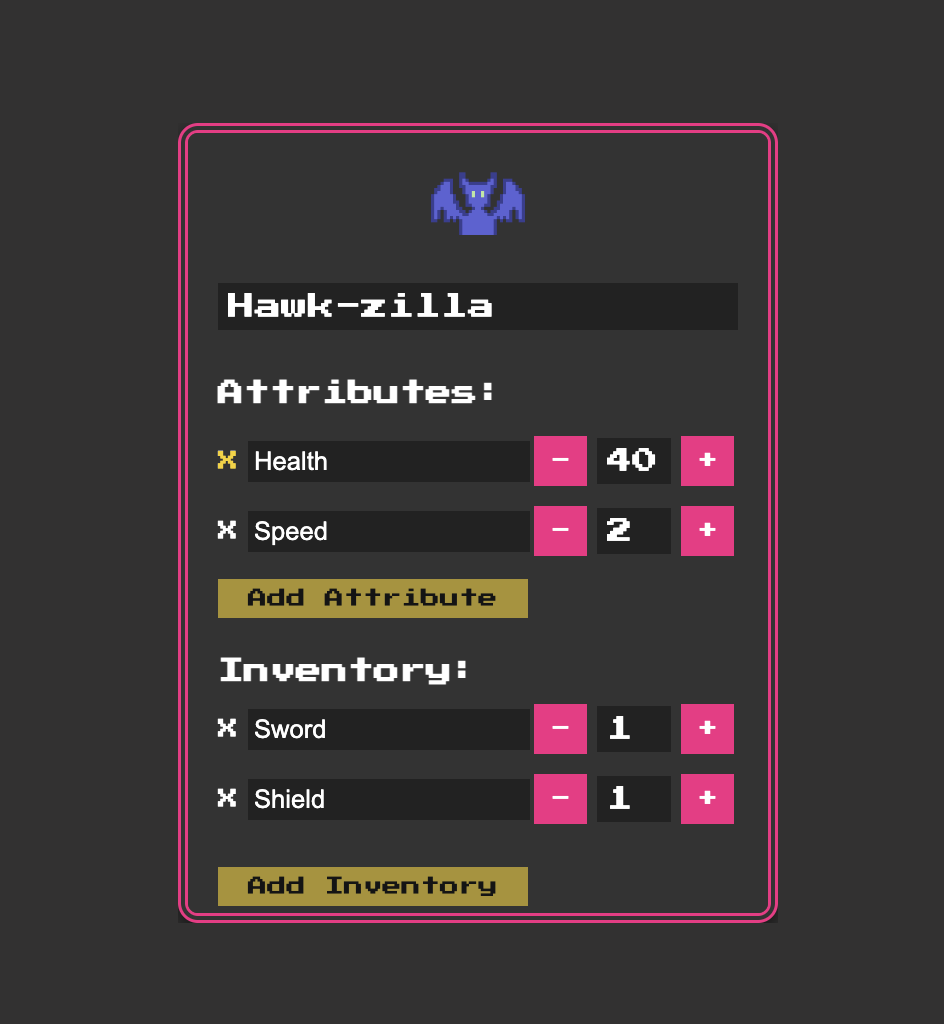 Hawk-zilla
Attributes:
x Health - 40 +
x Speed - 2 +
Add Attribute
Inventory:
x Sword - 1 +
x Shield - 1 +
Add Inventory